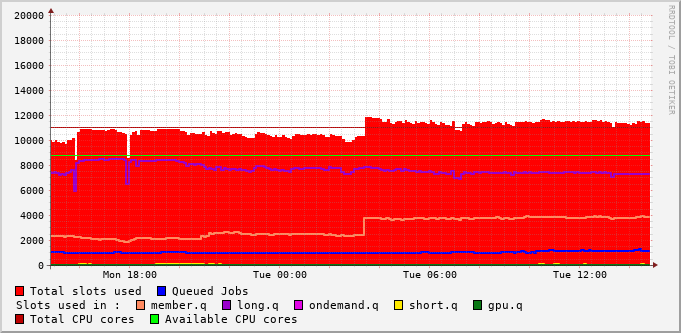 20000
18000
16000
14000
12000
10000
8000
6000
4000
2000
0
Mon 18:00 Tue 00:00 Tue 06:00 Tue 12:00
RRDTOOL / TOBI OETIKER
Total slots used Queued Jobs
Slots used in : member.q long.q ondemand.q short.q gpu.q
Total CPU cores Available CPU cores